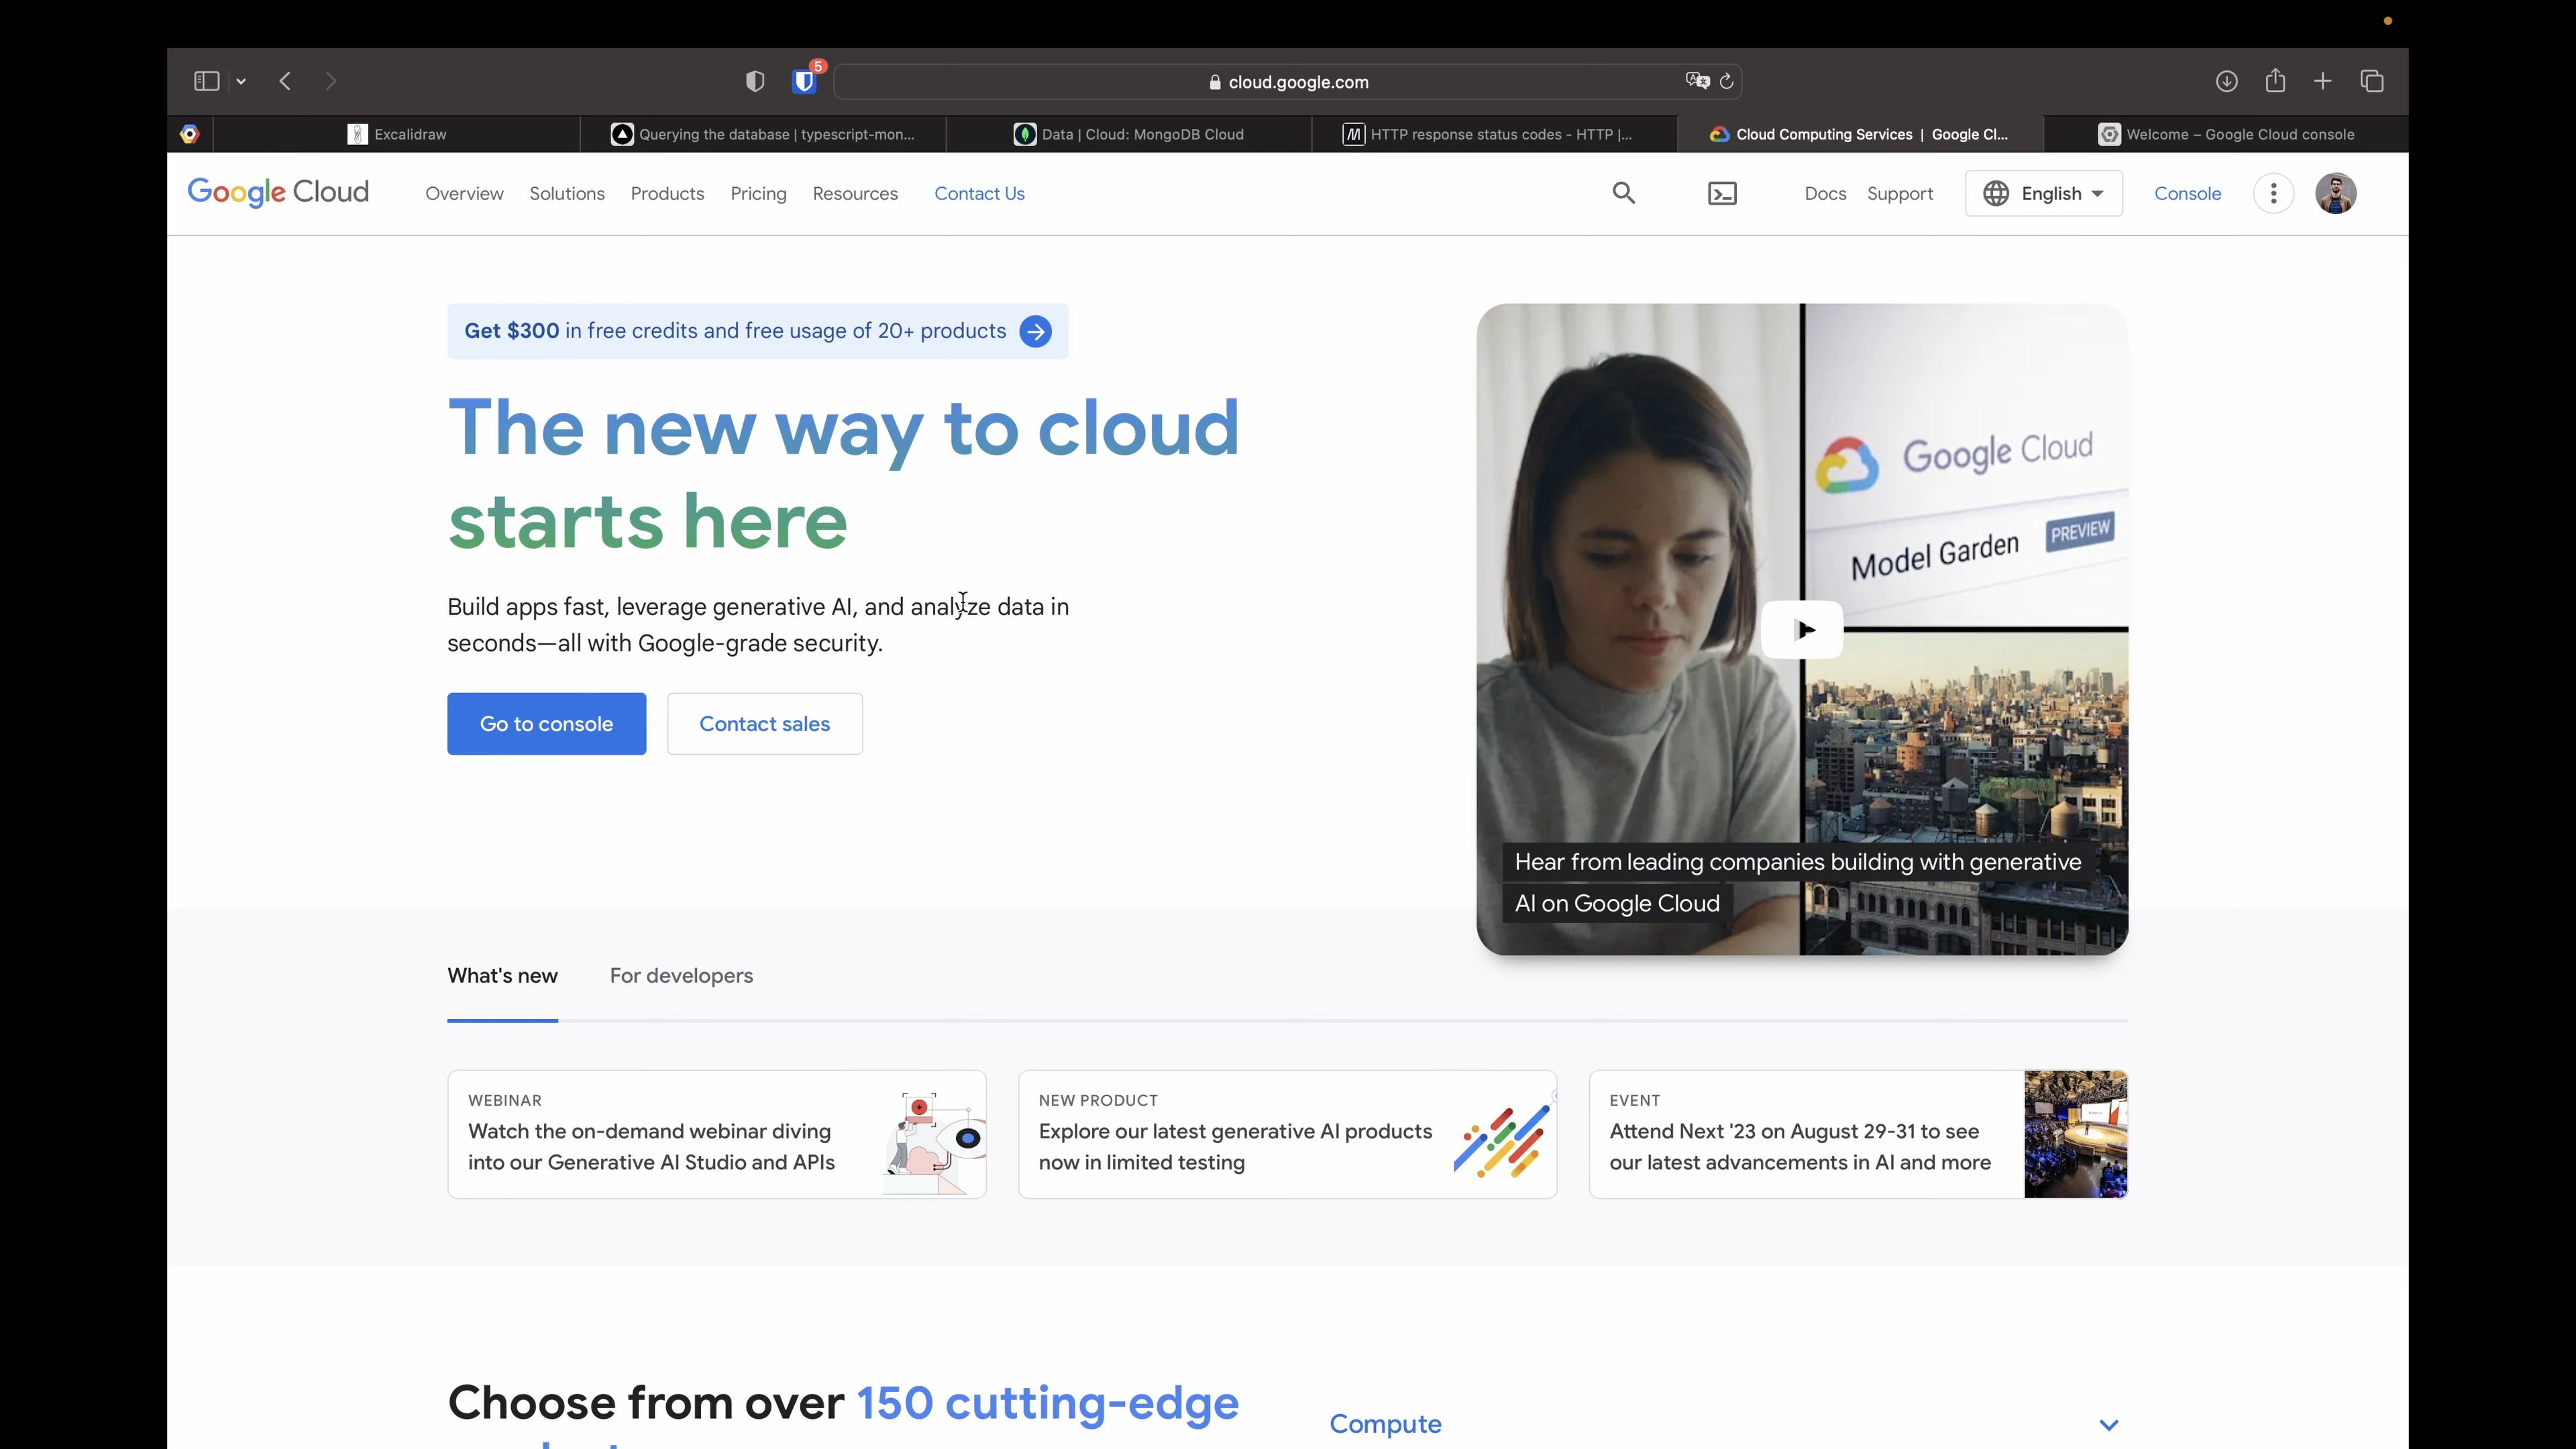 5
cloud.google.com
Excalidraw
Querying the database | typescript-mon...
Data | Cloud: MongoDB Cloud
HTTP response status codes - HTTP |...
Cloud Computing Services | Google Cl...
Welcome – Google Cloud console
Google Cloud
Overview
Solutions
Products
Pricing
Resources
Contact Us
Docs
Support
English
Console
Get $300 in free credits and free usage of 20+ products
The new way to cloud
starts here
Build apps fast, leverage generative AI, and analyze data in
seconds—all with Google-grade security.
Go to console
Contact sales
Google Cloud
Model Garden
PREVIEW
Hear from leading companies building with generative
AI on Google Cloud
What's new
For developers
WEBINAR
Watch the on-demand webinar diving
into our Generative AI Studio and APIs
NEW PRODUCT
Explore our latest generative AI products
now in limited testing
EVENT
Attend Next '23 on August 29-31 to see
our latest advancements in AI and more
Choose from over 150 cutting-edge
Compute